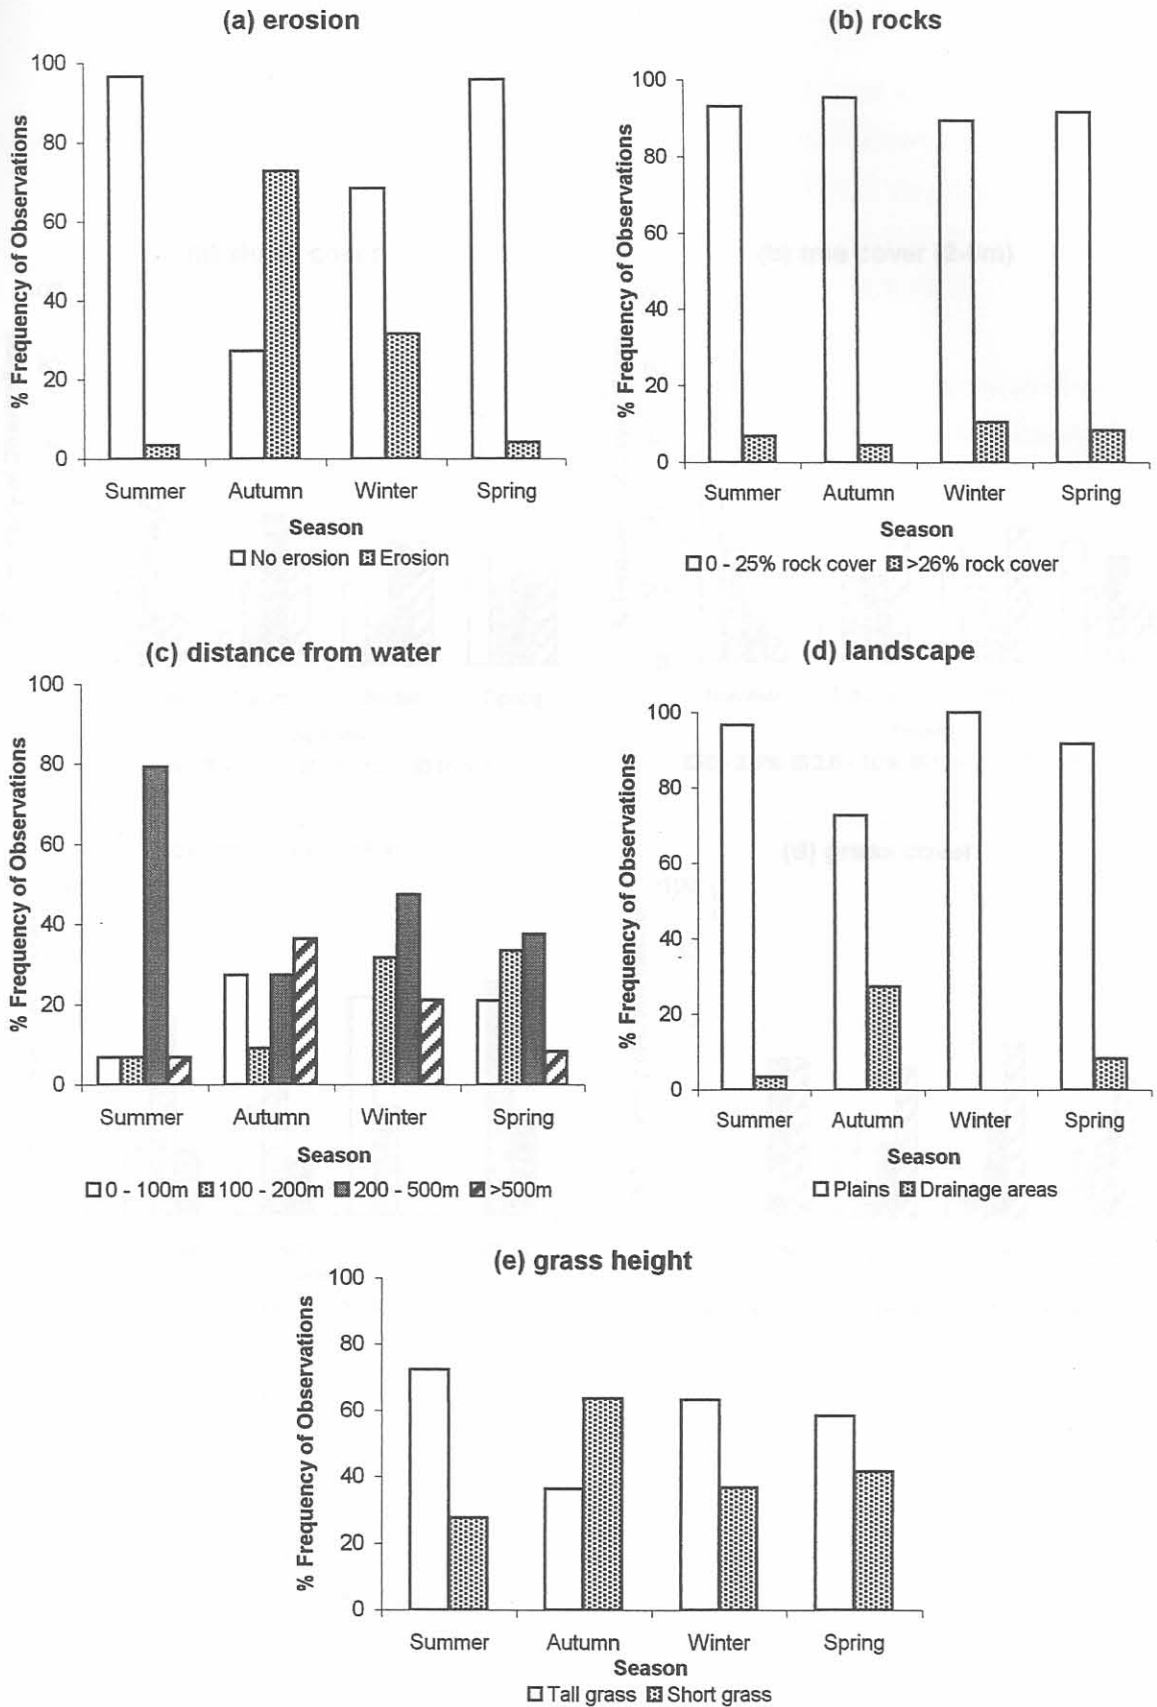 (a) erosion
% Frequency of Observations
100
80
60
40
20
0
Summer Autumn Winter Spring
Season
No erosion Erosion
(b) rocks
% Frequency of Observations
100
80
60
40
20
0
Summer Autumn Winter Spring
Season
0 - 25% rock cover >26% rock cover
(c) distance from water
% Frequency of Observations
100
80
60
40
20
0
Summer Autumn Winter Spring
Season
0 - 100m 100 - 200m 200 - 500m >500m
(d) landscape
% Frequency of Observations
100
80
60
40
20
0
Summer Autumn Winter Spring
Season
Plains Drainage areas
(e) grass height
% Frequency of Observations
100
80
60
40
20
0
Summer Autumn Winter Spring
Season
Tall grass Short grass